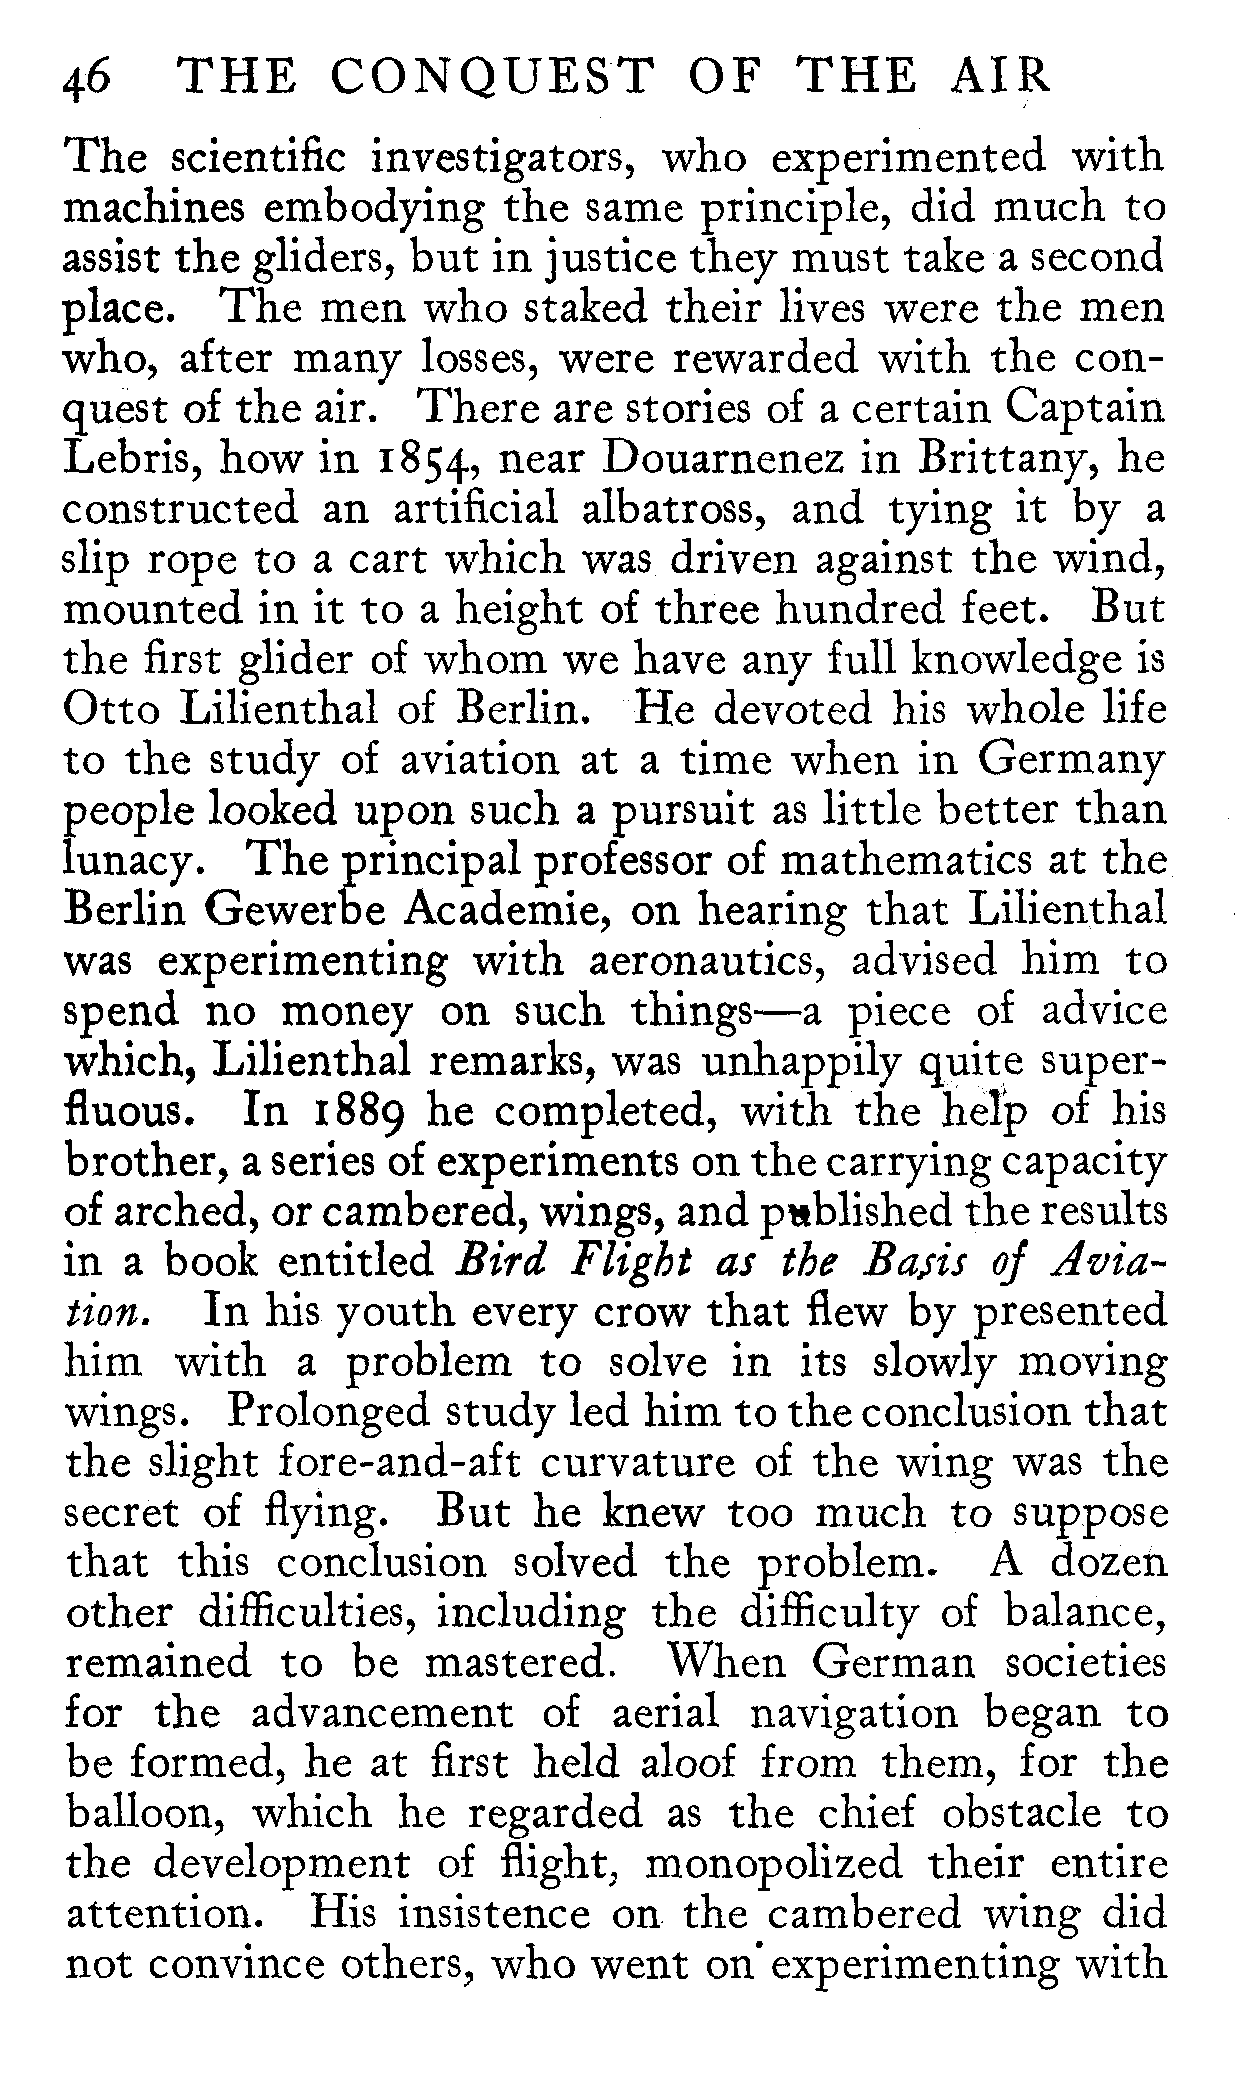 46 THE CONQUEST OF THE AIR
The scientific investigators, who experimented with
machines embodying the same principle, did much to
assist the gliders, but in justice they must take a second
place. The men who staked their lives were the men
who, after many losses, were rewarded with the con-
quest of the air. There are stories of a certain Captain
Lebris, how in 1854, near Douarnenez in Brittany, he
constructed an artificial albatross, and tying it by a
slip rope to a cart which was driven against the wind,
mounted in it to a height of three hundred feet. But
the first glider of whom we have any full knowledge is
Otto Lilienthal of Berlin. He devoted his whole life
to the study of aviation at a time when in Germany
people looked upon such a pursuit as little better than
lunacy. The principal professor of mathematics at the
Berlin Gewerbe Academie, on hearing that Lilienthal
was experimenting with aeronautics, advised him to
spend no money on such things—a piece of advice
which, Lilienthal remarks, was unhappily quite super-
fluous. In 1889 he completed, with the help of his
brother, a series of experiments on the carrying capacity
of arched, or cambered, wings, and published the results
in a book entitled Bird Flight as the Basis of Avia-
tion. In his youth every crow that flew by presented
him with a problem to solve in its slowly moving
wings. Prolonged study led him to the conclusion that
the slight fore-and-aft curvature of the wing was the
secret of flying. But he knew too much to suppose
that this conclusion solved the problem. A dozen
other difficulties, including the difficulty of balance,
remained to be mastered. When German societies
for the advancement of aerial navigation began to
be formed, he at first held aloof from them, for the
balloon, which he regarded as the chief obstacle to
the development of flight, monopolized their entire
attention. His insistence on the cambered wing did
not convince others, who went on experimenting with